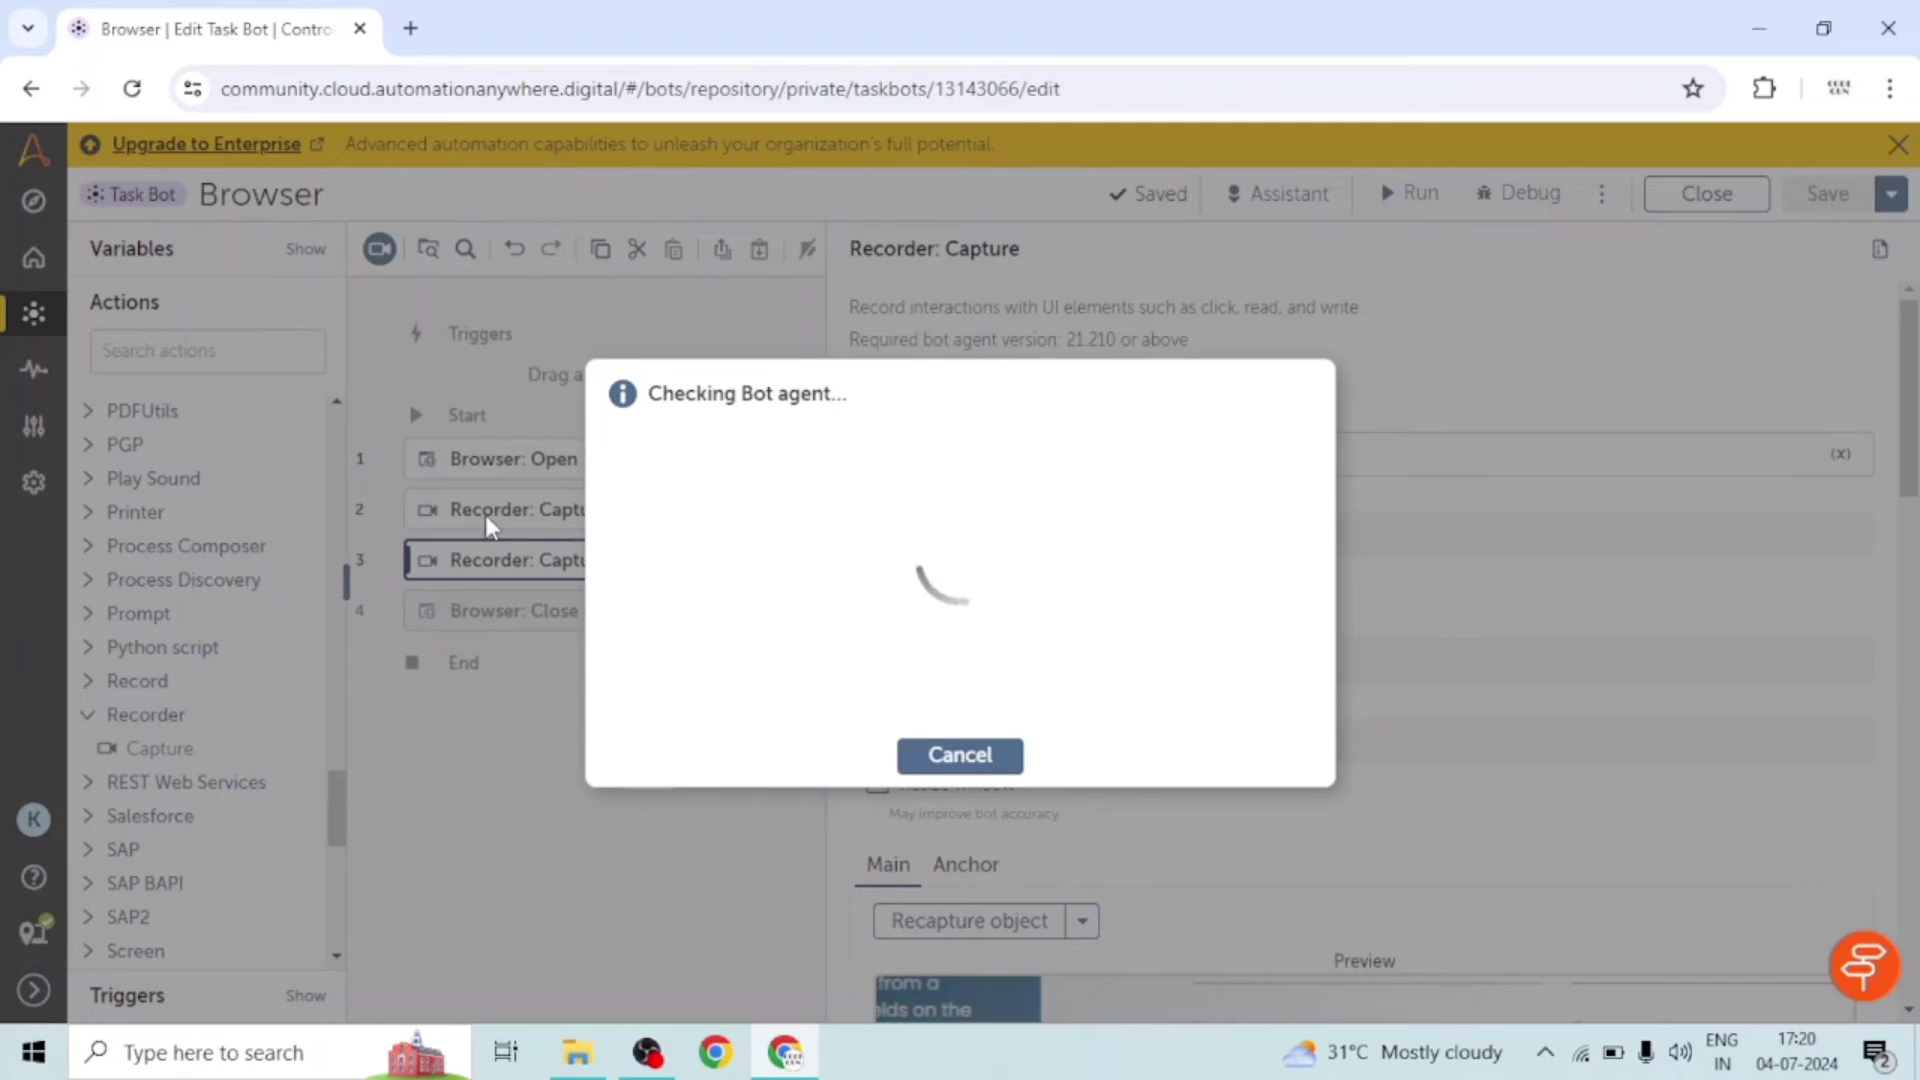 Browser | Edit Task Bot | Contro
community.cloud.automationanywhere.digital/#/bots/repository/private/taskbots/13143066/edit
Upgrade to Enterprise
Advanced automation capabilities to unleash your organization's full potential.
Task Bot
Browser
Saved
Assistant
Run
Debug
Close
Save
Variables
Show
Actions
Search actions
PDFUtils
PGP
Play Sound
Printer
Process Composer
Process Discovery
Prompt
Python script
Record
Recorder
Capture
REST Web Services
Salesforce
SAP
SAP BAPI
SAP2
Screen
Triggers
Show
K
Triggers
Drag a
Start
1
Browser: Open
2
Recorder: Captu
3
Recorder: Captu
4
Browser: Close
End
Recorder: Capture
Record interactions with UI elements such as click, read, and write.
Required bot agent version: 21.210 or above
(x)
Checking Bot agent...
Cancel
May improve bot accuracy
Main
Anchor
Recapture object
Preview
from a
elds on the
Type here to search
31°C Mostly cloudy
ENG
IN
17:20
04-07-2024
2